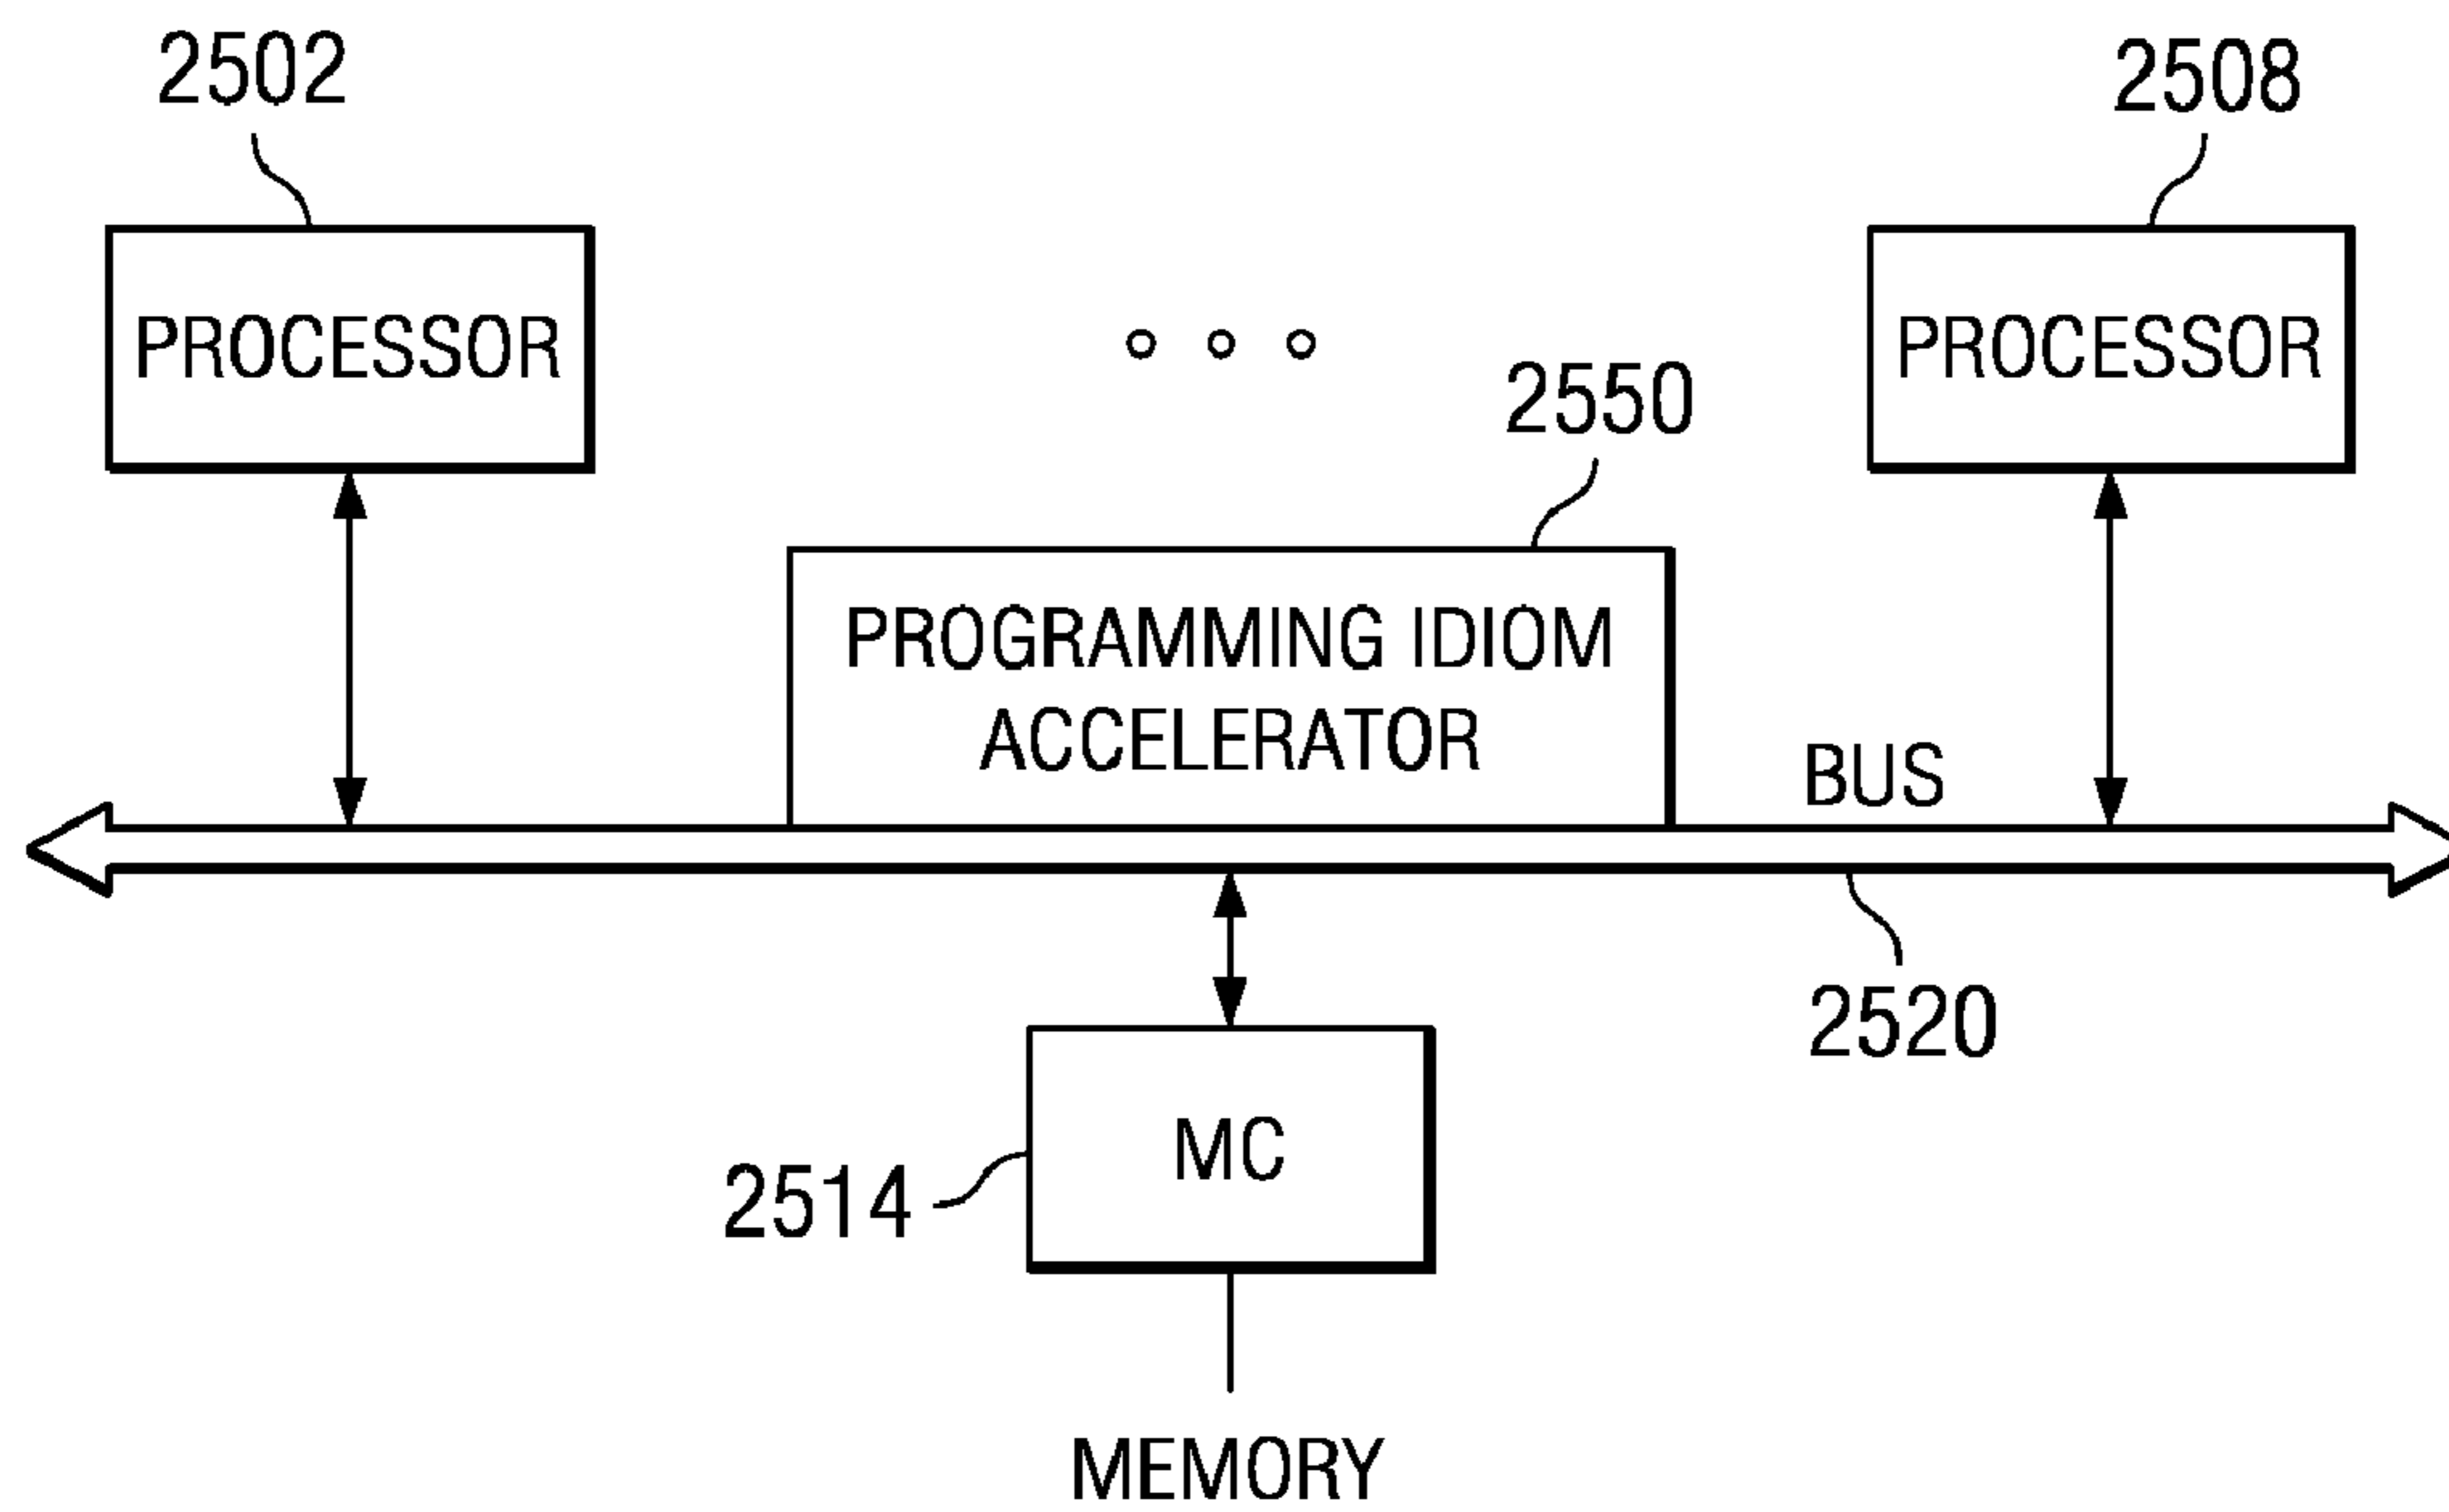 2502
2508
PROCESSOR
PROCESSOR
2550
PROGRAMMING IDIOM
ACCELERATOR
BUS
2520
MC
2514
MEMORY